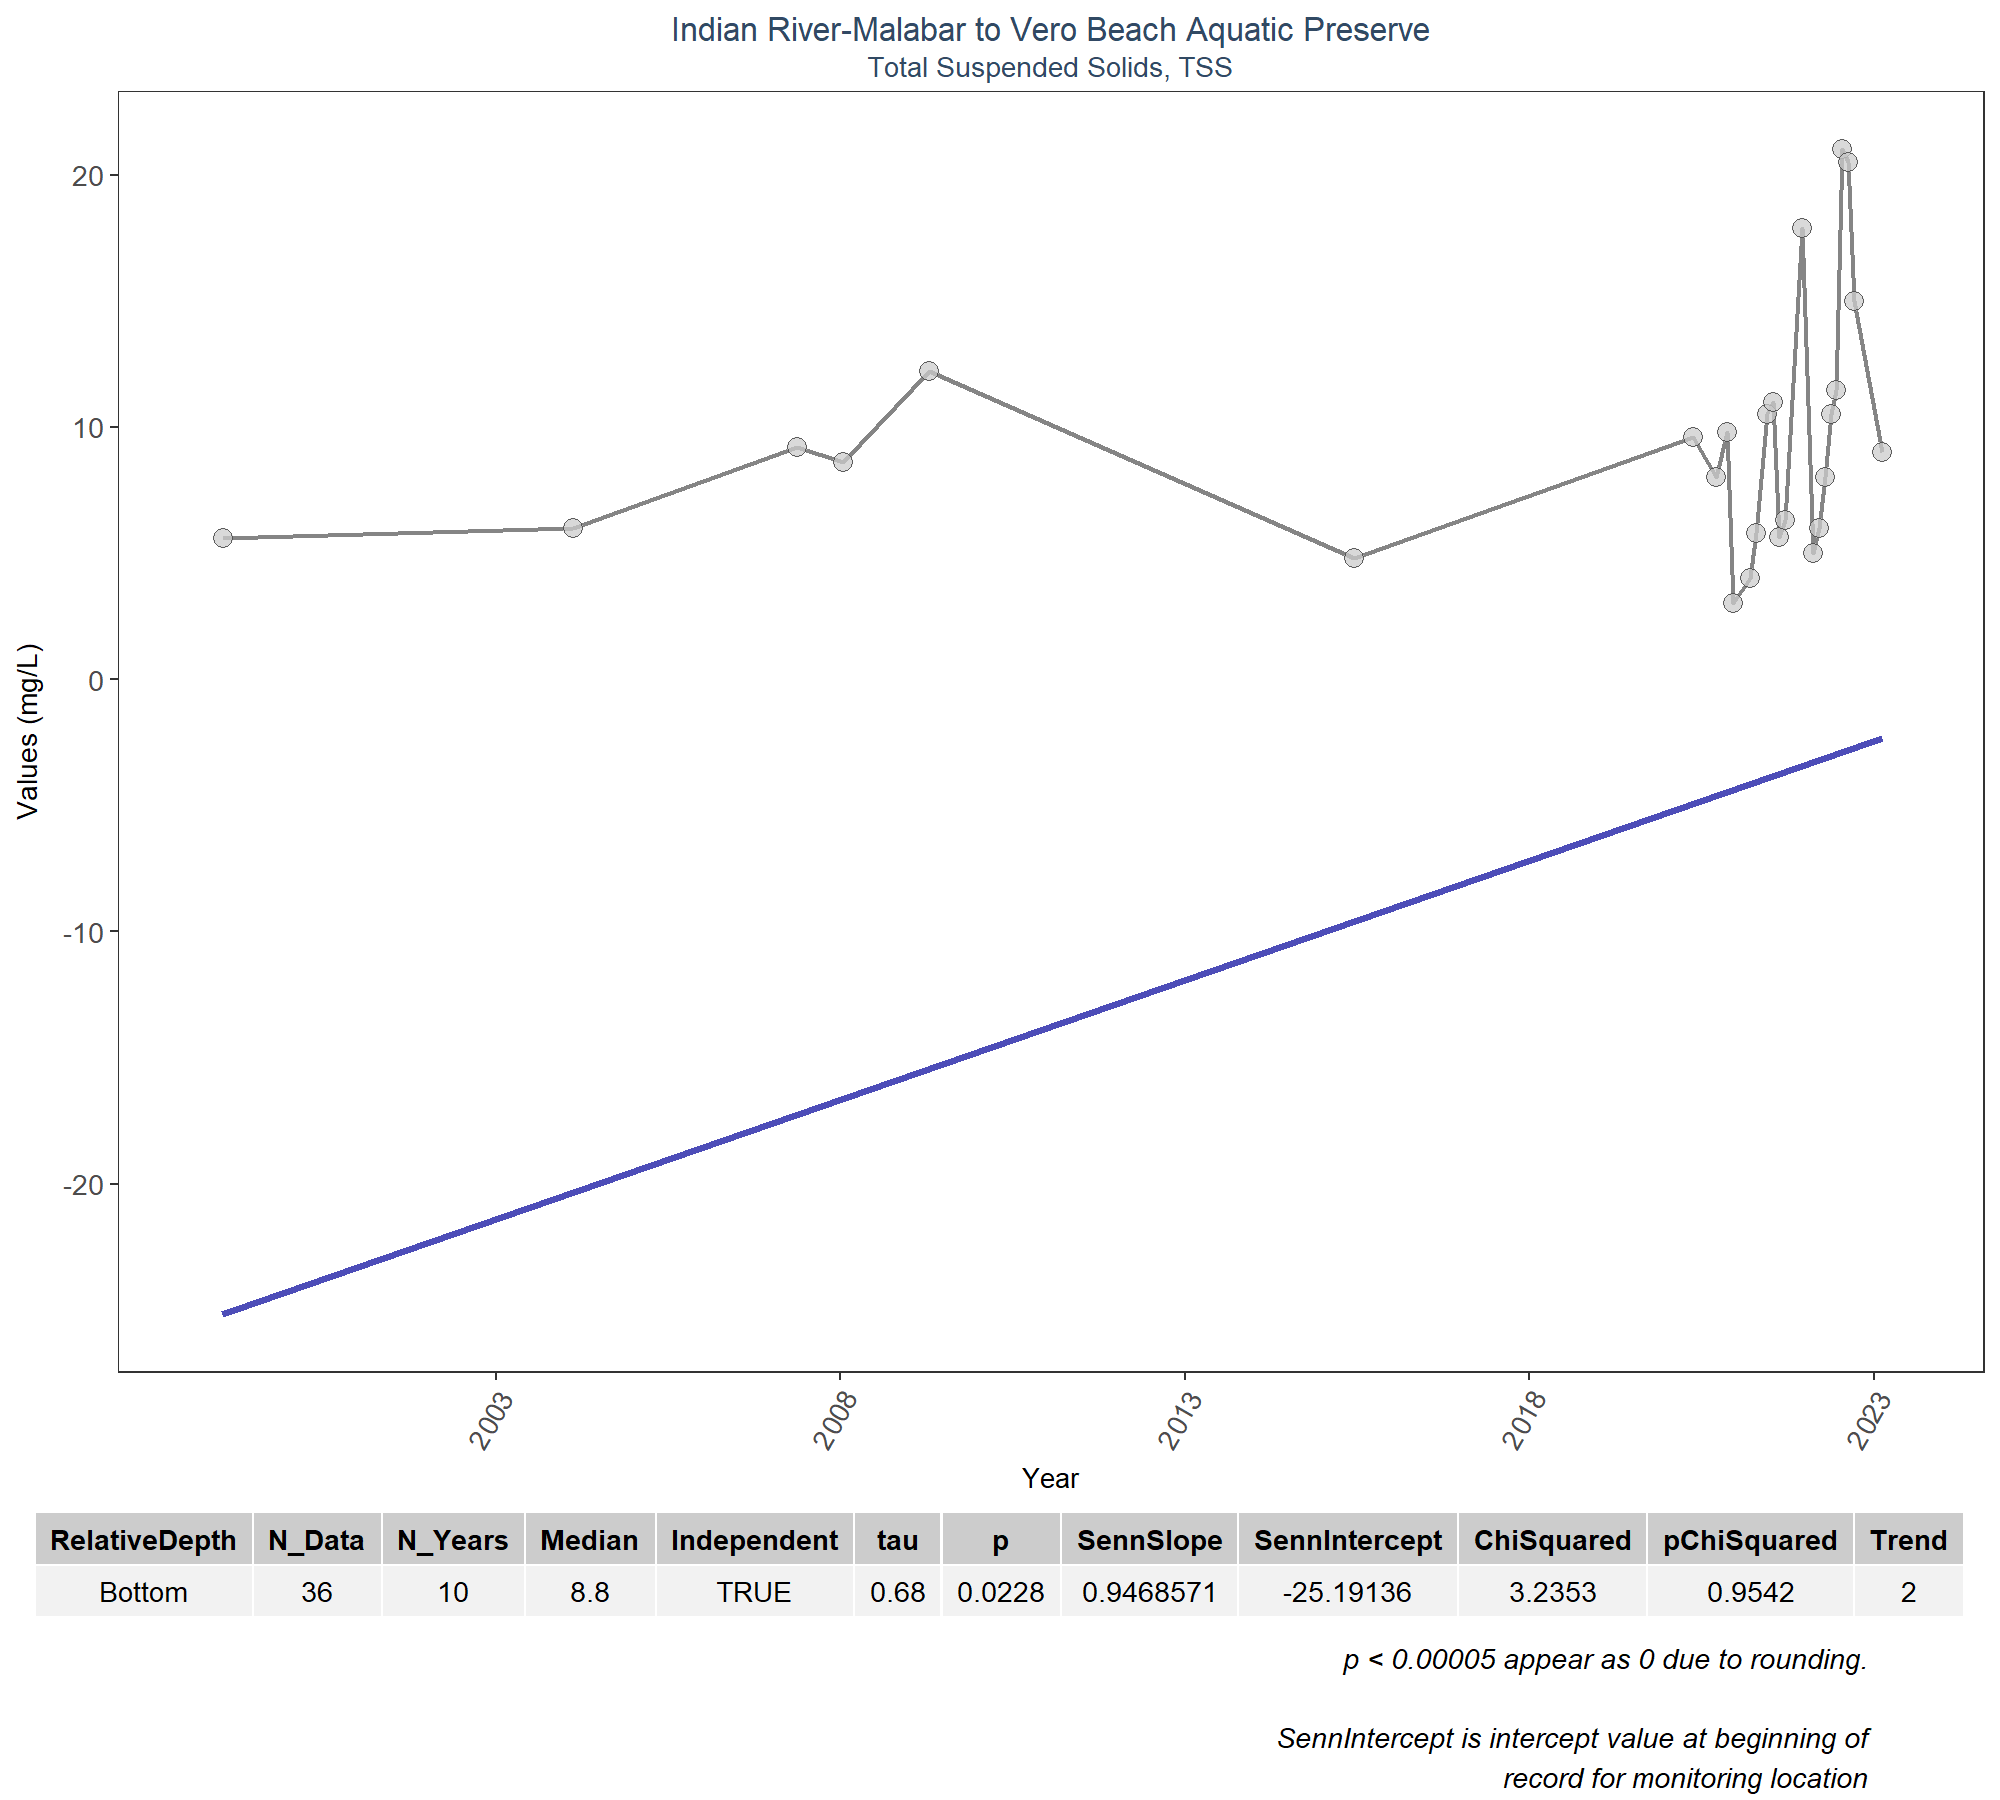 Indian River-Malabar to Vero Beach Aquatic Preserve
Total Suspended Solids, TSS
Values (mg/L)
20
10
0
-10
-20
2003
2008
2013
2018
2023
Year
RelativeDepth N_Data N_Years Median Independent tau p SennSlope SennIntercept ChiSquared pChiSquared Trend
Bottom 36 10 8.8 TRUE 0.68 0.0228 0.9468571 -25.19136 3.2353 0.9542 2
p < 0.00005 appear as 0 due to rounding.
SennIntercept is intercept value at beginning of
record for monitoring location